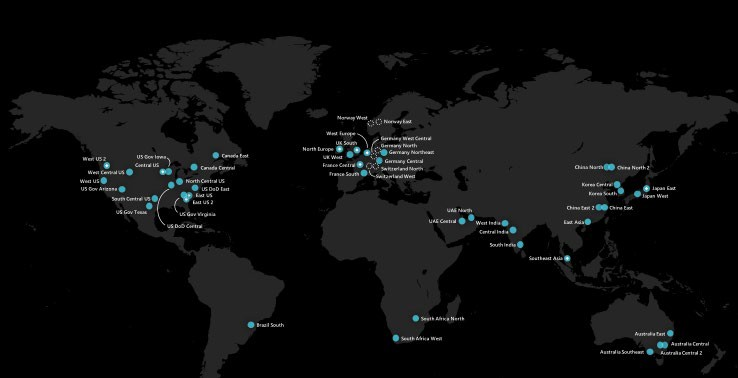 Norway West
Norway East
West Europe
UK South
North Europe
UK West
France Central
France South
Germany West Central
Germany North
Germany Northeast
Germany Central
Switzerland North
Switzerland West
US Gov Iowa
Canada East
West US 2
Central US
Canada Central
West Central US
West US
North Central US
US Gov Arizona
US DoD East
East US
South Central US
East US 2
US Gov Texas
US Gov Virginia
US DoD Central
China North
China North 2
Korea Central
Korea South
Japan East
Japan West
China East 2
China East
East Asia
UAE North
UAE Central
West India
Central India
South India
Southeast Asia
Brazil South
South Africa North
South Africa West
Australia East
Australia Central
Australia Southeast
Australia Central 2